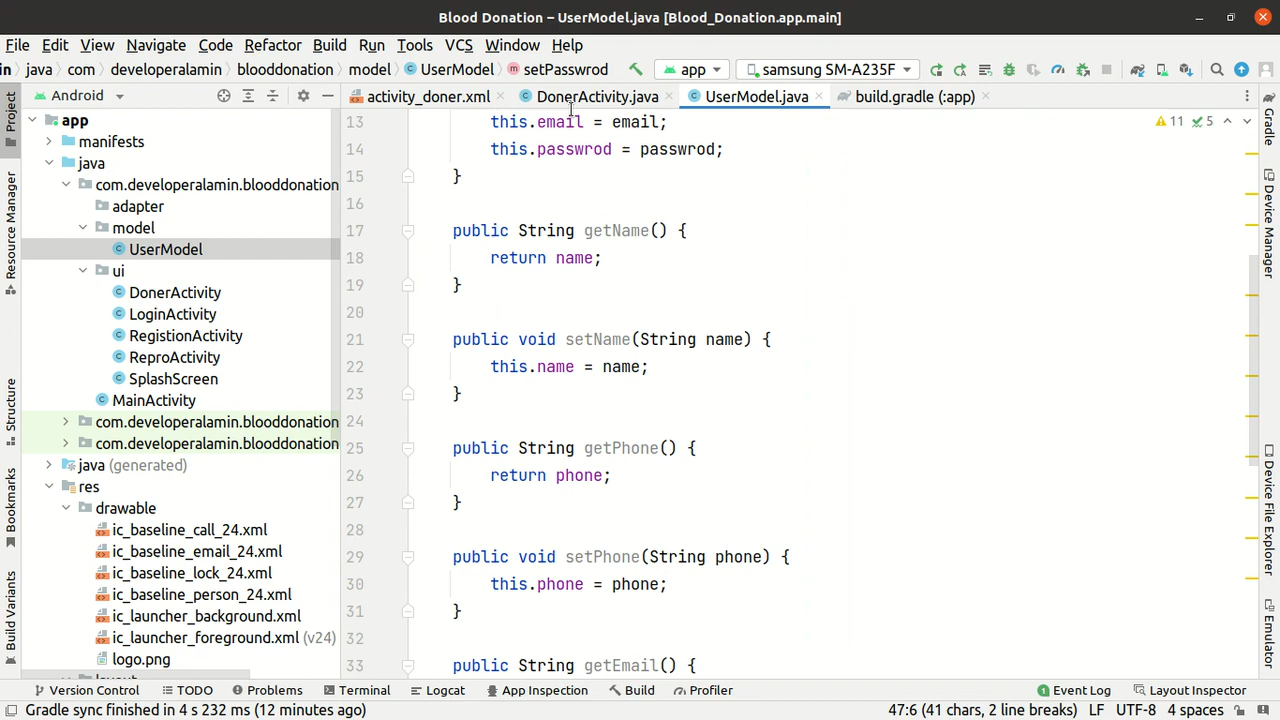 Blood Donation – UserModel.java [Blood_Donation.app.main]
File Edit View Navigate Code Refactor Build Run Tools VCS Window Help
in java com developeralamin blooddonation model UserModel setPasswrod app samsung SM-A235F
Android activity_doner.xml DonerActivity.java UserModel.java build.gradle (:app)
Project
Resource Manager
Structure
Bookmarks
Build Variants
app
manifests
java
com.developeralamin.blooddonation
adapter
model
UserModel
ui
DonerActivity
LoginActivity
RegistionActivity
ReproActivity
SplashScreen
MainActivity
com.developeralamin.blooddonation
com.developeralamin.blooddonation
java (generated)
res
drawable
ic_baseline_call_24.xml
ic_baseline_email_24.xml
ic_baseline_lock_24.xml
ic_baseline_person_24.xml
ic_launcher_background.xml
ic_launcher_foreground.xml (v24)
logo.png
11 5
13 this.email = email;
14 this.passwrod = passwrod;
15 }
16
17 public String getName() {
18 return name;
19 }
20
21 public void setName(String name) {
22 this.name = name;
23 }
24
25 public String getPhone() {
26 return phone;
27 }
28
29 public void setPhone(String phone) {
30 this.phone = phone;
31 }
32
33 public String getEmail() {
Gradle
Device Manager
Device File Explorer
Emulator
Version Control TODO Problems Terminal Logcat App Inspection Build Profiler Event Log Layout Inspector
Gradle sync finished in 4 s 232 ms (12 minutes ago) 47:6 (41 chars, 2 line breaks) LF UTF-8 4 spaces